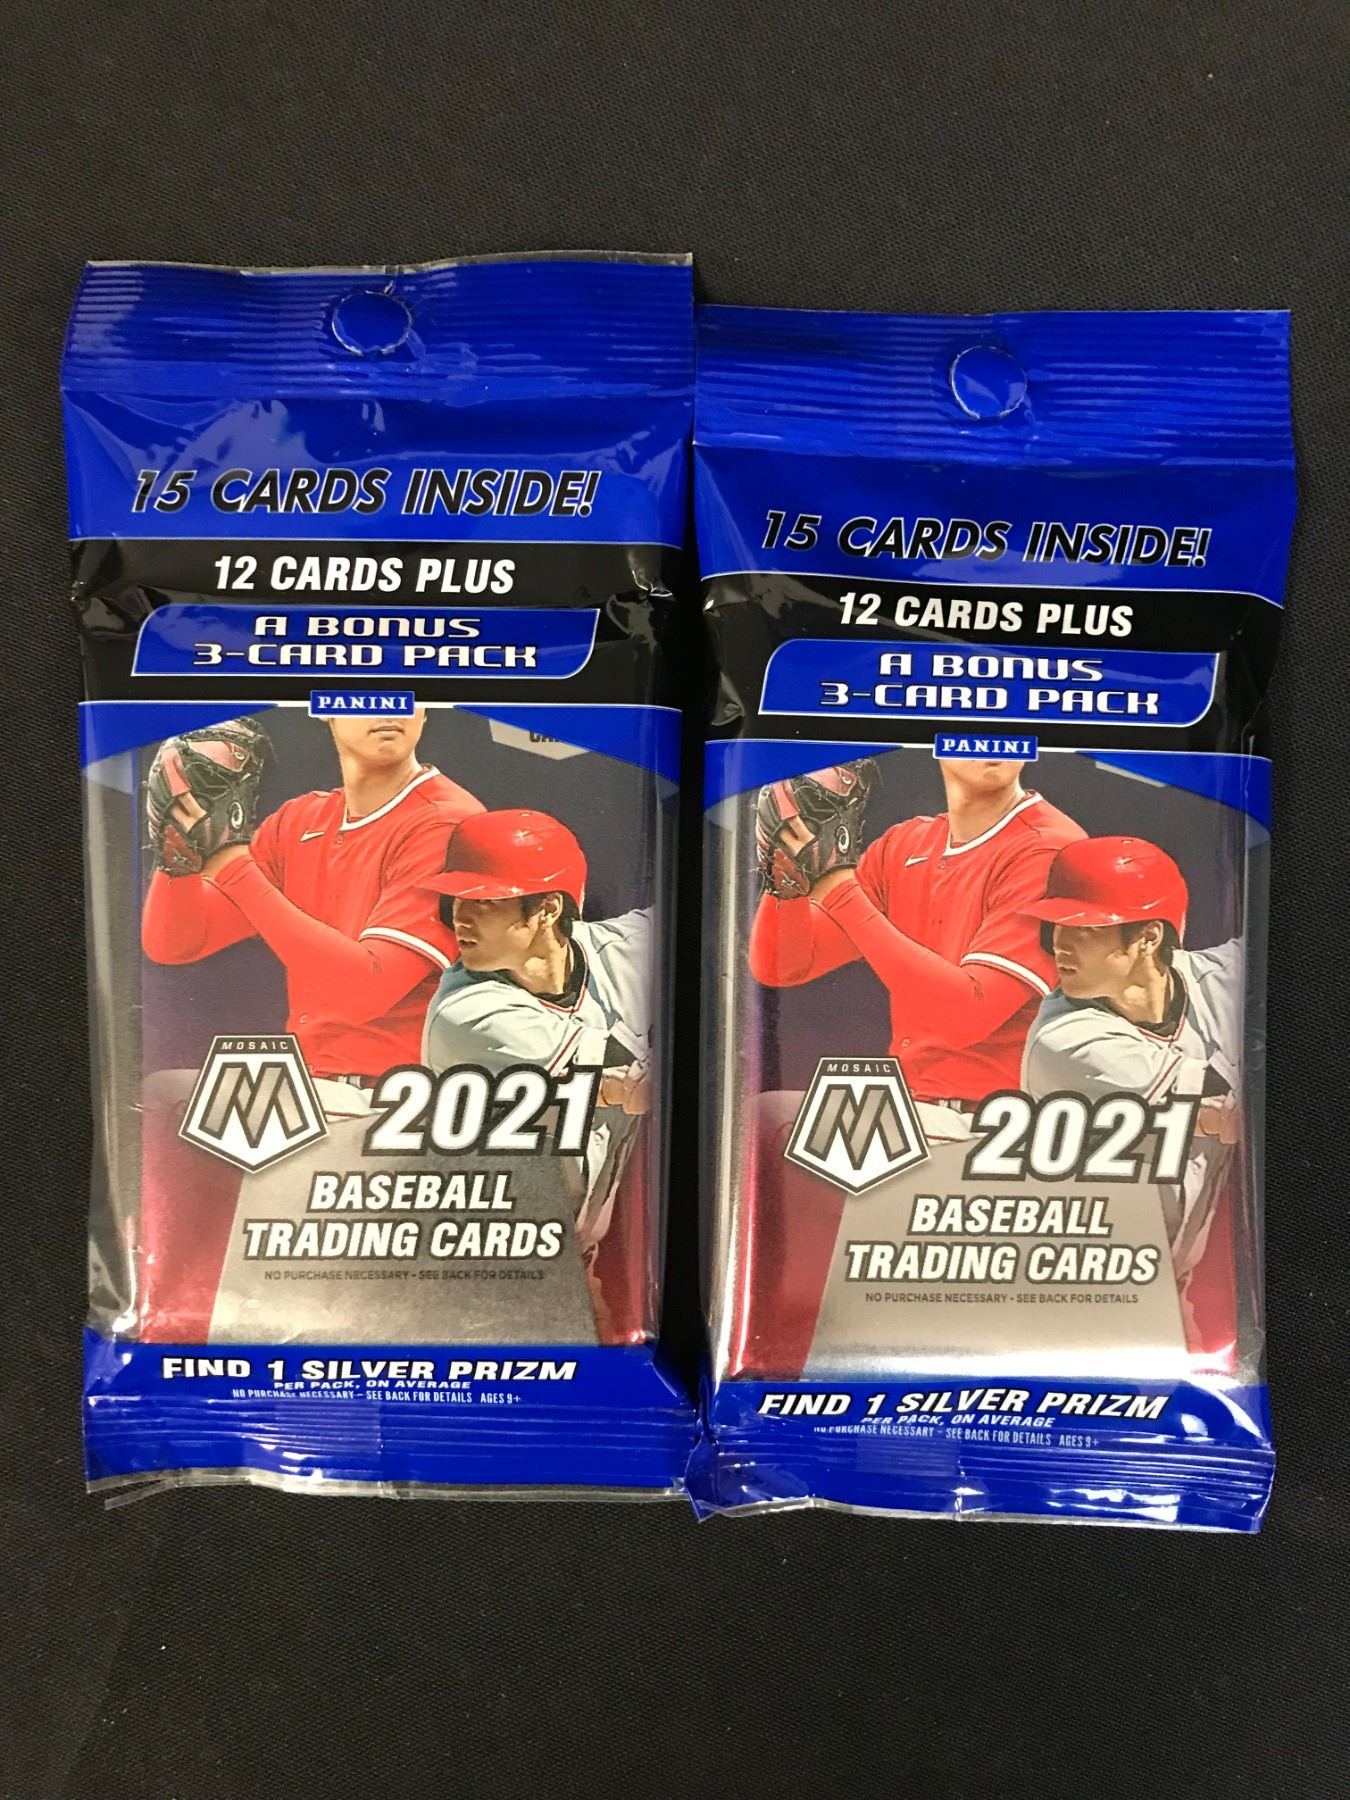 15 CARDS INSIDE!
12 CARDS PLUS
A BONUS
3-CARD PACK
PANINI
MOSAIC
M
2021
BASEBALL
TRADING CARDS
NO PURCHASE NECESSARY - SEE BACK FOR DETAILS
FIND 1 SILVER PRIZM
PER PACK, ON AVERAGE
NO PURCHASE NECESSARY – SEE BACK FOR DETAILS AGES 9+
15 CARDS INSIDE!
12 CARDS PLUS
A BONUS
3-CARD PACK
PANINI
MOSAIC
M
2021
BASEBALL
TRADING CARDS
NO PURCHASE NECESSARY - SEE BACK FOR DETAILS
FIND 1 SILVER PRIZM
PER PACK, ON AVERAGE
NO PURCHASE NECESSARY – SEE BACK FOR DETAILS AGES 9+